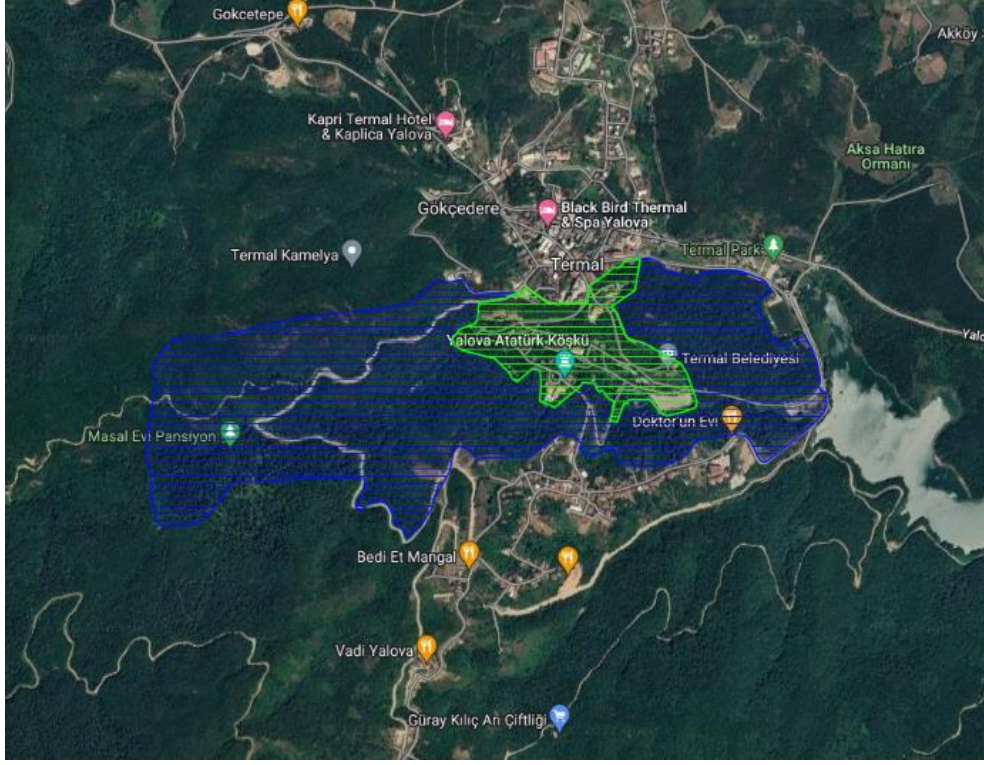 Gokcetepe
Akköy
Kapri Termal Hotel
& Kaplica Yalova
Aksa Hatıra
Ormanı
Gökçedere
Black Bird Thermal
& Spa Yalova
Termal Kamelya
Termal Park
Termal
Yalova Atatürk Köşkü
Termal Belediyesi
Masal Evi Pansiyon
Doktor'un Evi
Bedi Et Mangal
Vadi Yalova
Güray Kılıç Arı Çiftliği